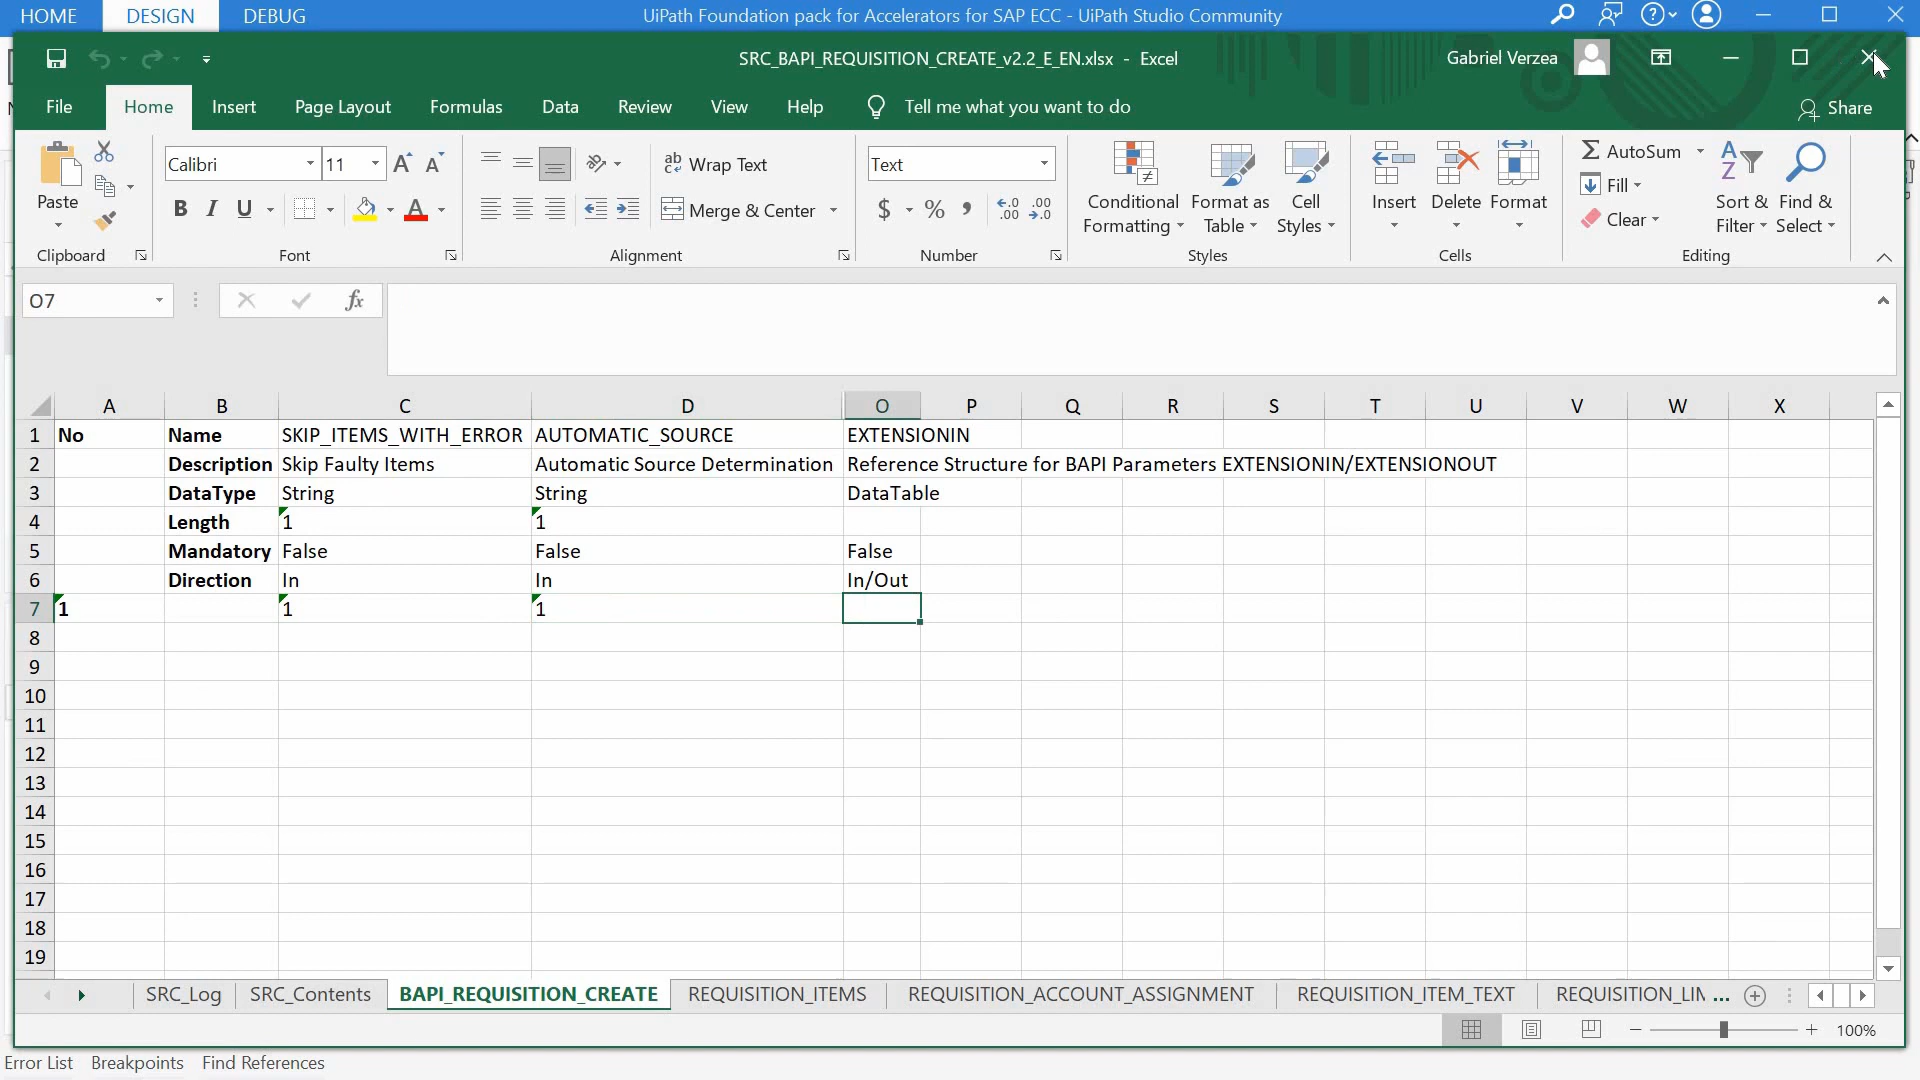 HOME DESIGN DEBUG UiPath Foundation pack for Accelerators for SAP ECC - UiPath Studio Community
SRC_BAPI_REQUISITION_CREATE_v2.2_E_EN.xlsx - Excel Gabriel Verzea
File Home Insert Page Layout Formulas Data Review View Help Tell me what you want to do Share
Paste Calibri 11 Wrap Text Text Conditional Formatting Format as Table Cell Styles Insert Delete Format AutoSum Sort & Filter Find & Select
B I U Merge & Center $ % Fill
Clear
Clipboard Font Alignment Number Styles Cells Editing
O7 fx
A B C D O P Q R S T U V W X
1 No Name SKIP_ITEMS_WITH_ERROR AUTOMATIC_SOURCE EXTENSIONIN
2 Description Skip Faulty Items Automatic Source Determination Reference Structure for BAPI Parameters EXTENSIONIN/EXTENSIONOUT
3 DataType String String DataTable
4 Length 1 1
5 Mandatory False False False
6 Direction In In In/Out
7 1 1 1
8
9
10
11
12
13
14
15
16
17
18
19
SRC_Log SRC_Contents BAPI_REQUISITION_CREATE REQUISITION_ITEMS REQUISITION_ACCOUNT_ASSIGNMENT REQUISITION_ITEM_TEXT REQUISITION_LIM ...
100%
Error List Breakpoints Find References